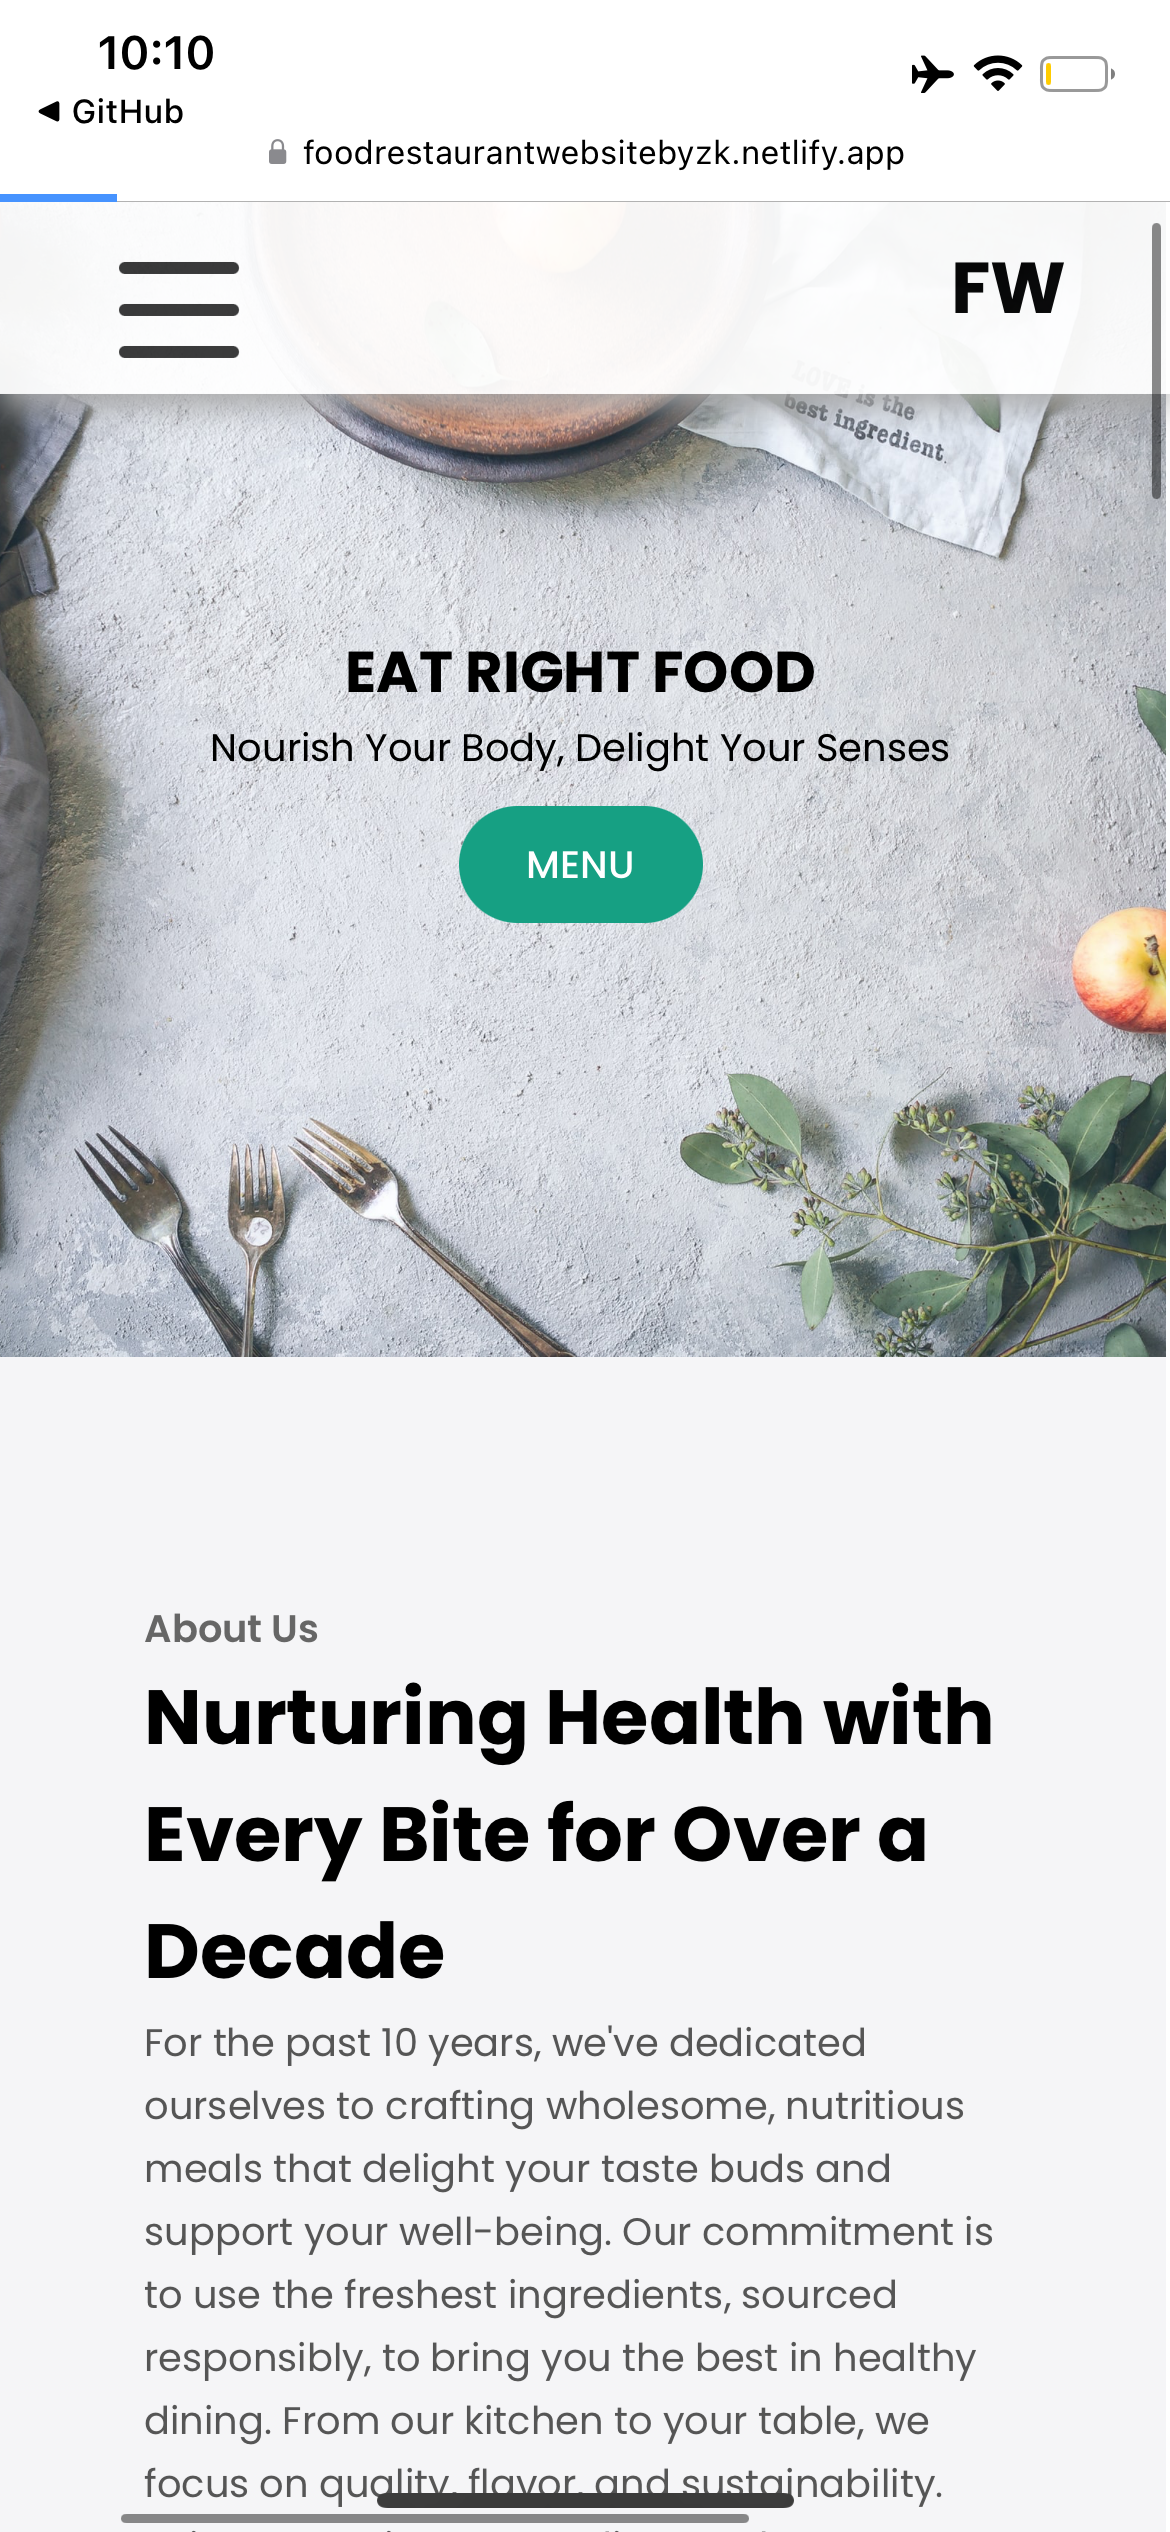 10:10
◀ GitHub
foodrestaurantwebsitebyzk.netlify.app
FW
LOVE is the
best ingredient.
EAT RIGHT FOOD
Nourish Your Body, Delight Your Senses
MENU
About Us
Nurturing Health with
Every Bite for Over a
Decade
For the past 10 years, we've dedicated
ourselves to crafting wholesome, nutritious
meals that delight your taste buds and
support your well-being. Our commitment is
to use the freshest ingredients, sourced
responsibly, to bring you the best in healthy
dining. From our kitchen to your table, we
focus on quality, flavor, and sustainability.